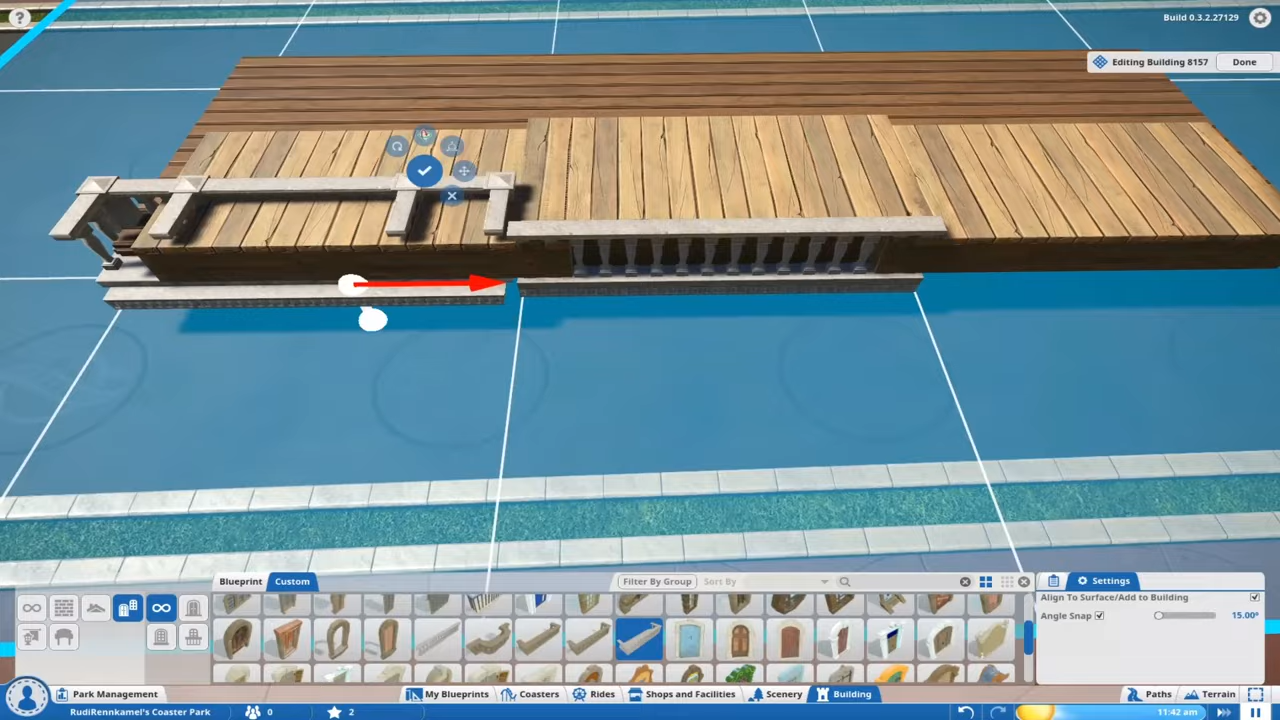 ?
Build 0.3.2.27129
Editing Building 8157
Done
Blueprint
Custom
Filter By Group
Sort By
Settings
Align To Surface/Add to Building
Angle Snap
15.00°
Park Management
My Blueprints
Coasters
Rides
Shops and Facilities
Scenery
Building
Paths
Terrain
RudiRennkamel's Coaster Park
0
2
11:42 am